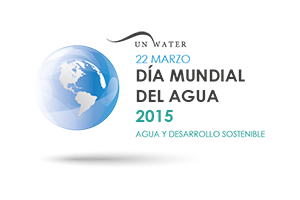 UN WATER
22 MARZO
DÍA MUNDIAL
DEL AGUA
2015
AGUA Y DESARROLLO SOSTENIBLE